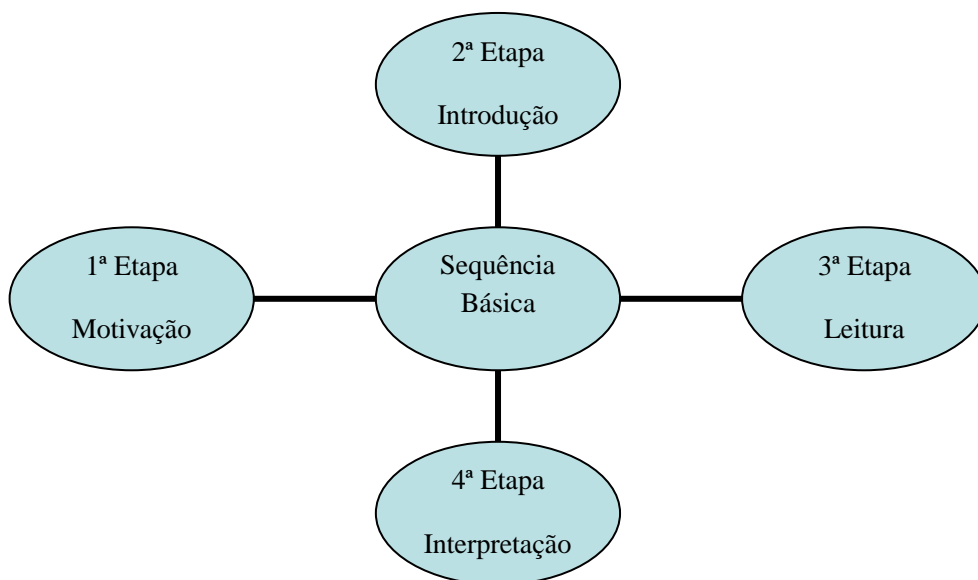 2ª Etapa
Introdução
1ª Etapa
Motivação
Sequência
Básica
3ª Etapa
Leitura
4ª Etapa
Interpretação